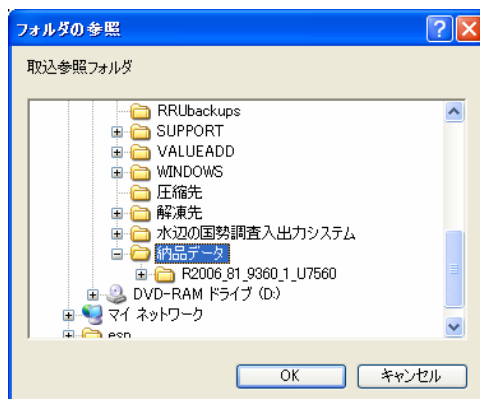 フォルダの参照
取込参照フォルダ
RRUbackups
SUPPORT
VALUEADD
WINDOWS
圧縮先
解凍先
水辺の国勢調査入出力システム
納品データ
R2006_81_9360_1_U7560
DVD-RAM ドライブ (D:)
マイ ネットワーク
esp
OK
キャンセル